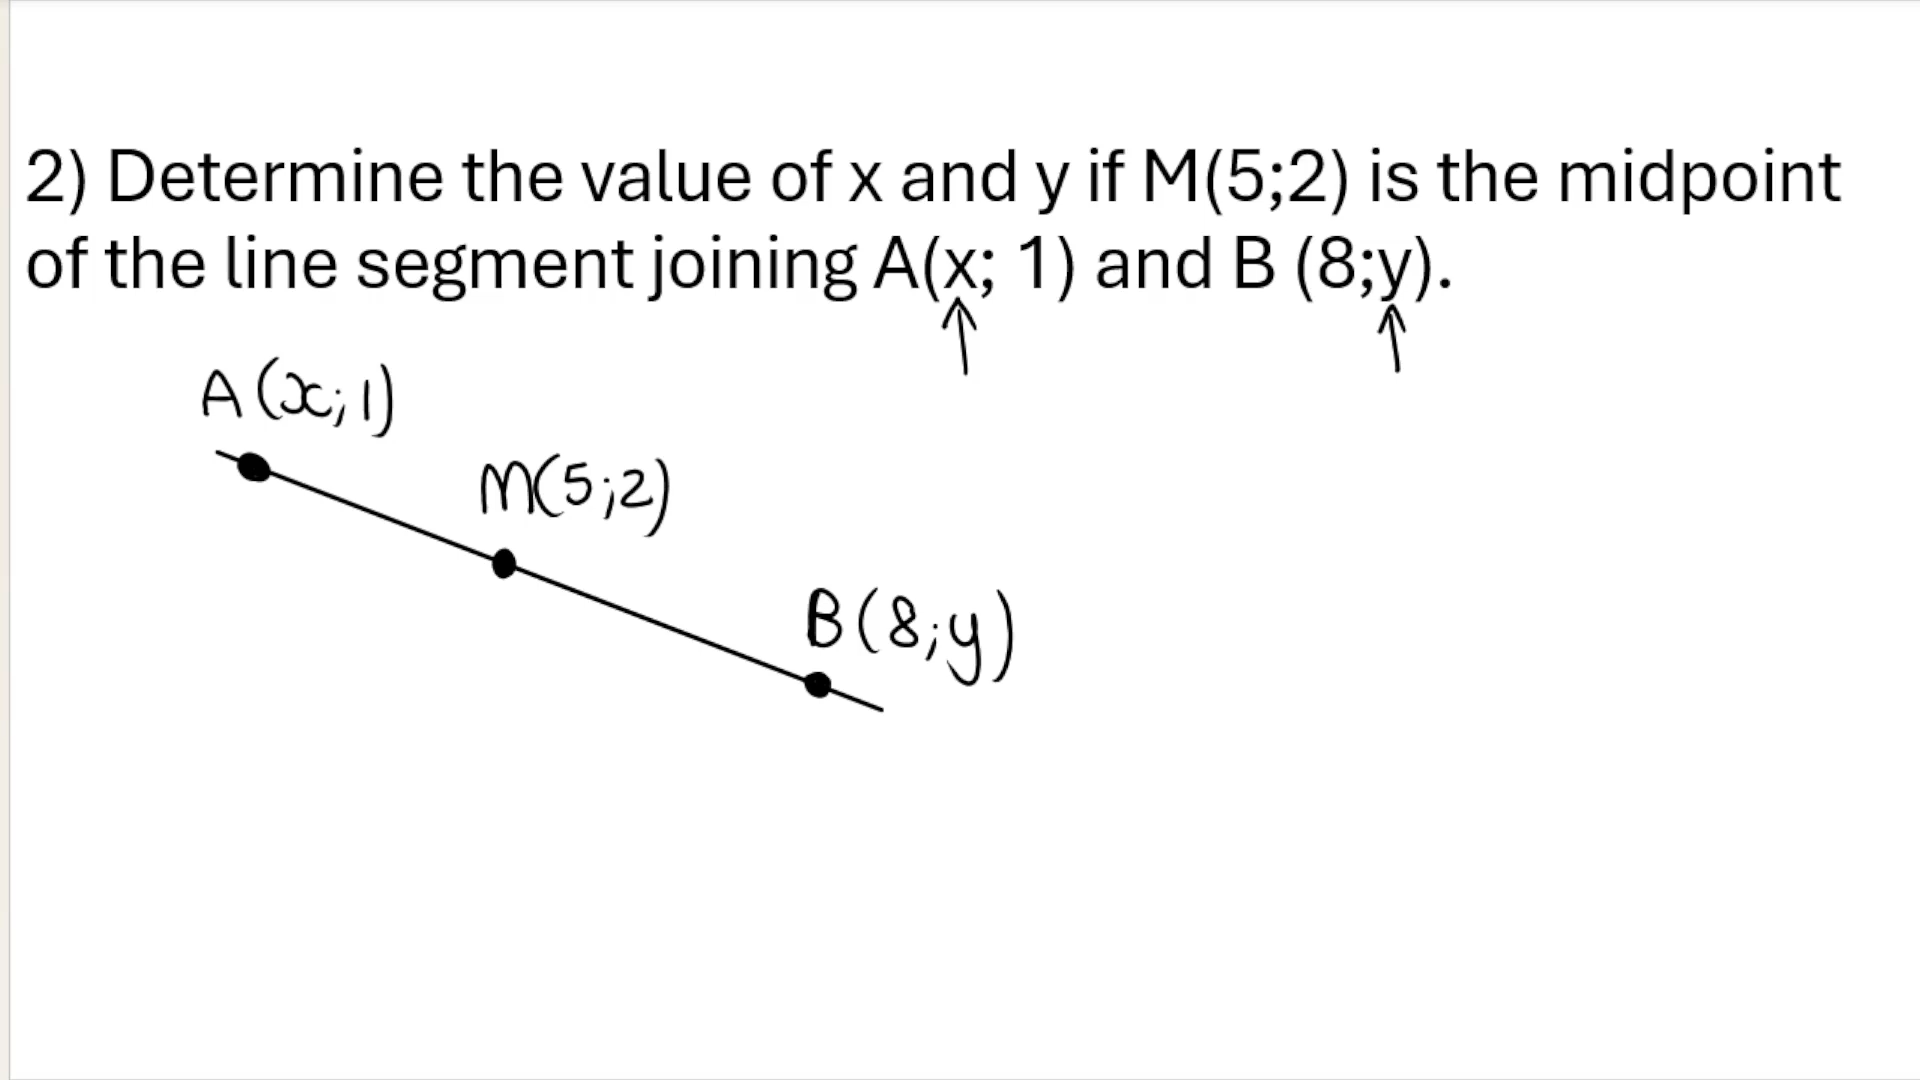 2) Determine the value of x and y if M(5;2) is the midpoint
of the line segment joining A(x; 1) and B (8;y).
A(x;1)
M(5;2)
B(8;y)